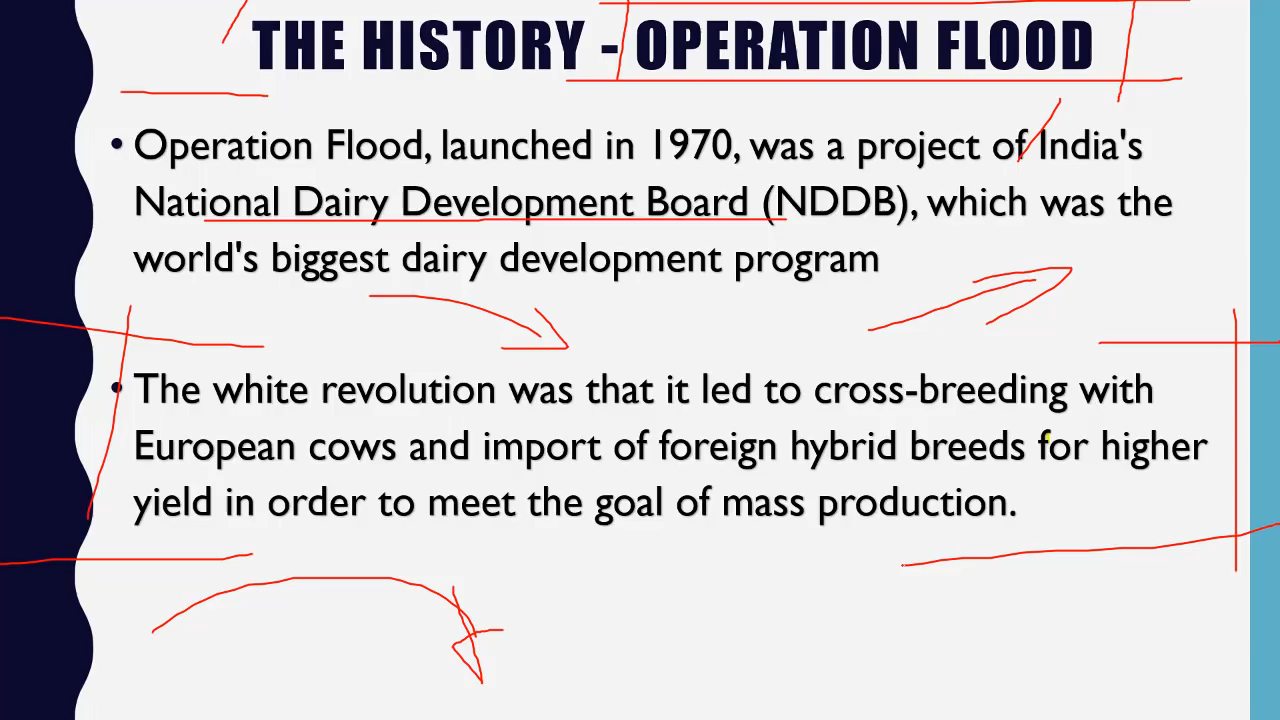 THE HISTORY - OPERATION FLOOD
• Operation Flood, launched in 1970, was a project of India's
National Dairy Development Board (NDDB), which was the
world's biggest dairy development program
• The white revolution was that it led to cross-breeding with
European cows and import of foreign hybrid breeds for higher
yield in order to meet the goal of mass production.